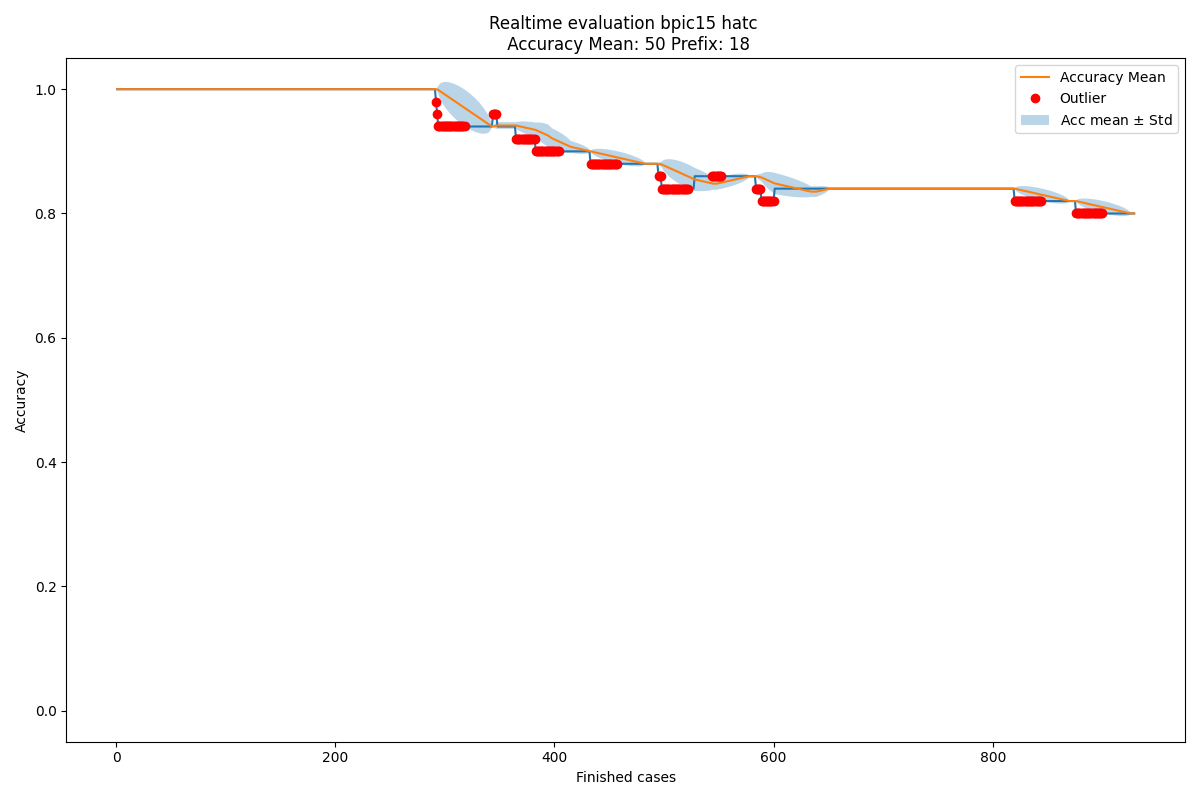 Realtime evaluation bpic15 hatc
Accuracy Mean: 50 Prefix: 18
Accuracy Mean
Outlier
Acc mean ± Std
1.0
0.8
0.6
0.4
0.2
0.0
Accuracy
0
200
400
600
800
Finished cases